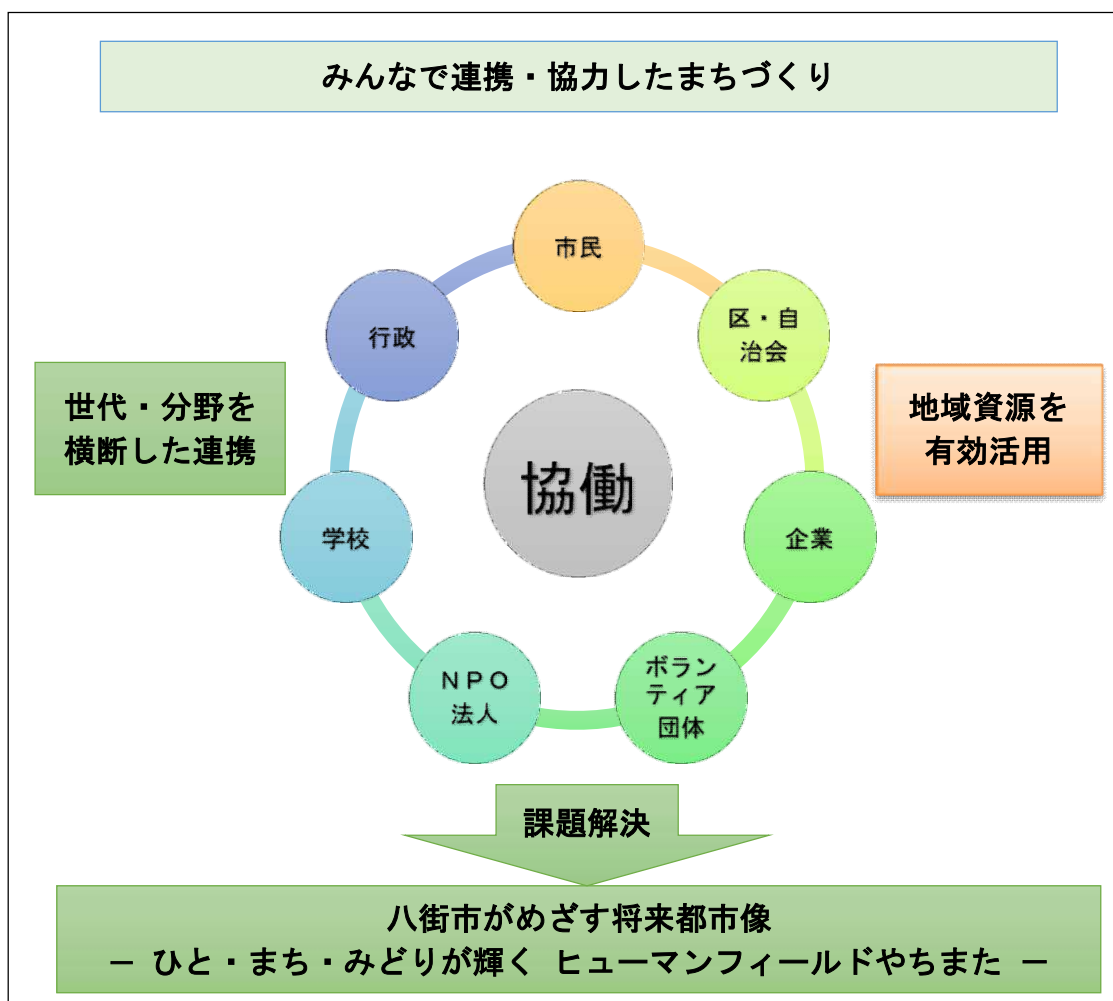 みんなで連携・協力したまちづくり
市民
行政
区・自
治会
世代・分野を
横断した連携
協働
地域資源を
有効活用
学校
企業
ＮＰＯ
法人
ボラン
ティア
団体
課題解決
八街市がめざす将来都市像
－ ひと・まち・みどりが輝く ヒューマンフィールドやちまた －